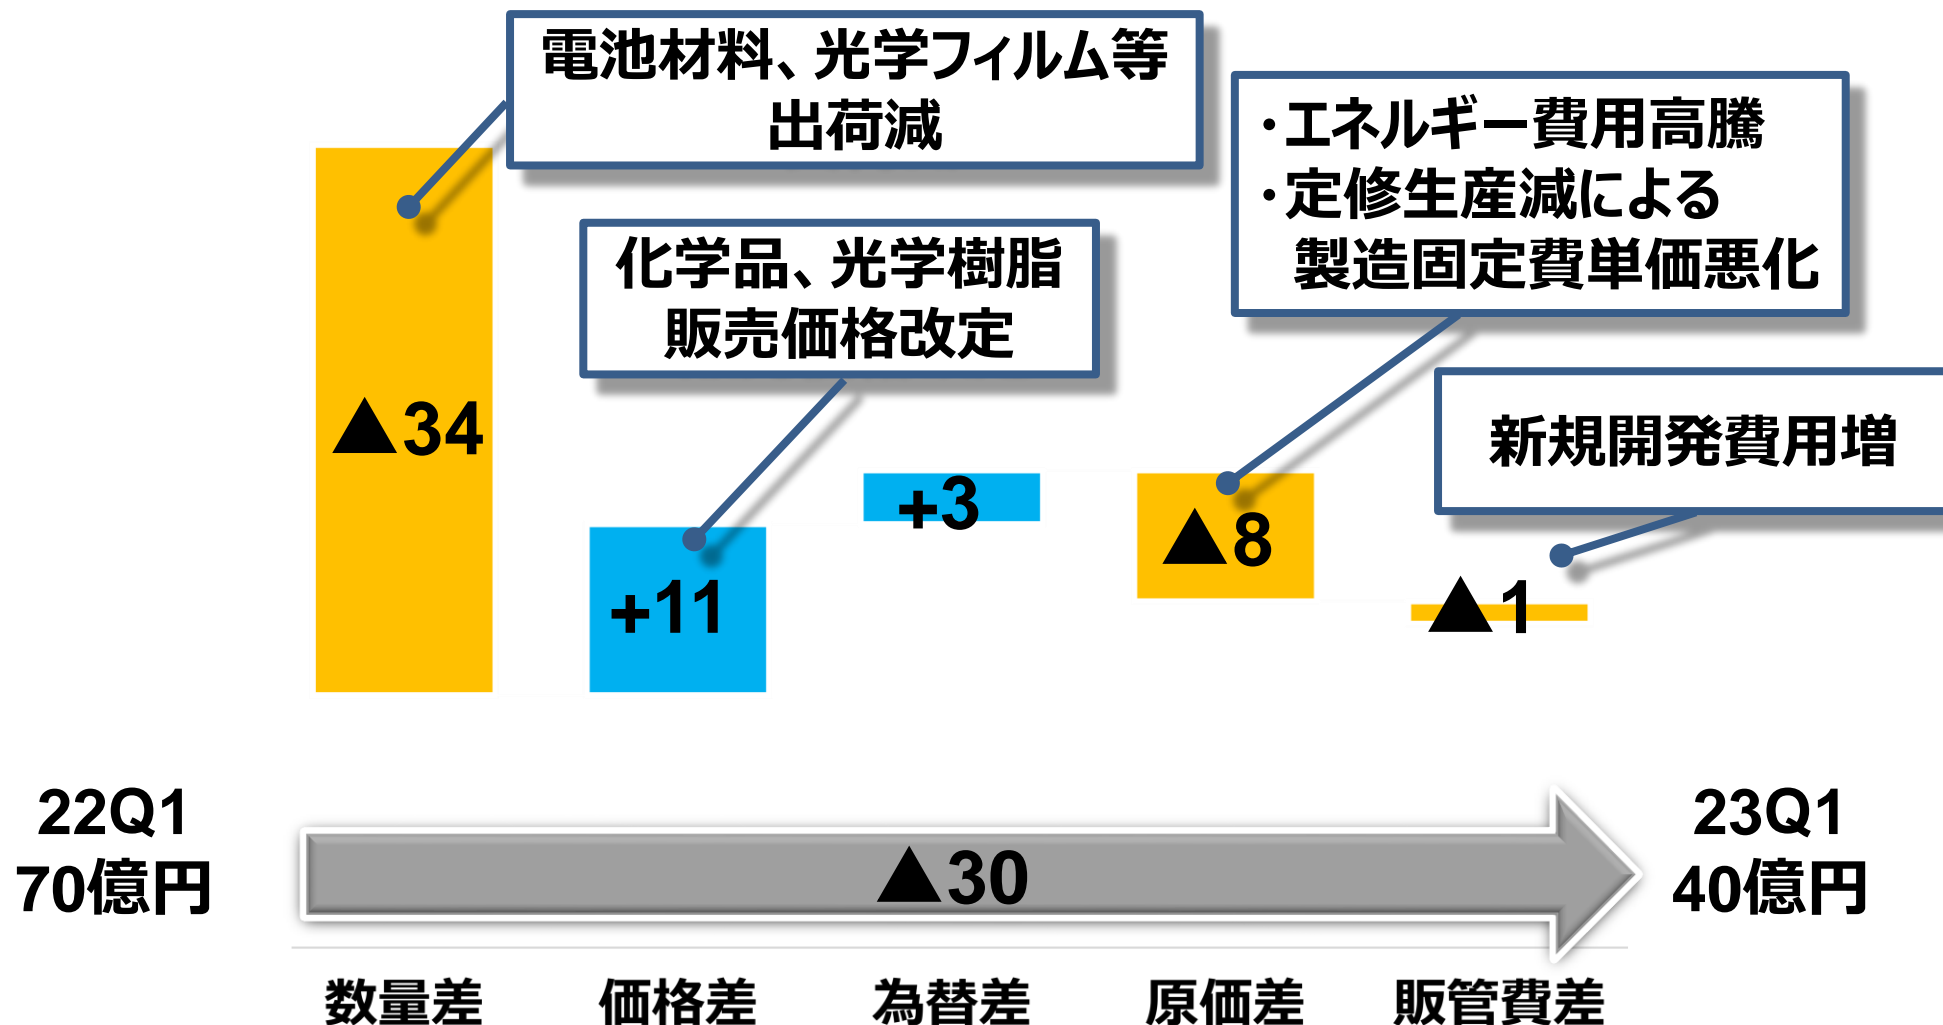 電池材料、光学フィルム等
出荷減
・エネルギー費用高騰
・定修生産減による
製造固定費単価悪化
化学品、光学樹脂
販売価格改定
新規開発費用増
▲34
+11
+3
▲8
▲1
22Q1
70億円
▲30
23Q1
40億円
数量差
価格差
為替差
原価差
販管費差